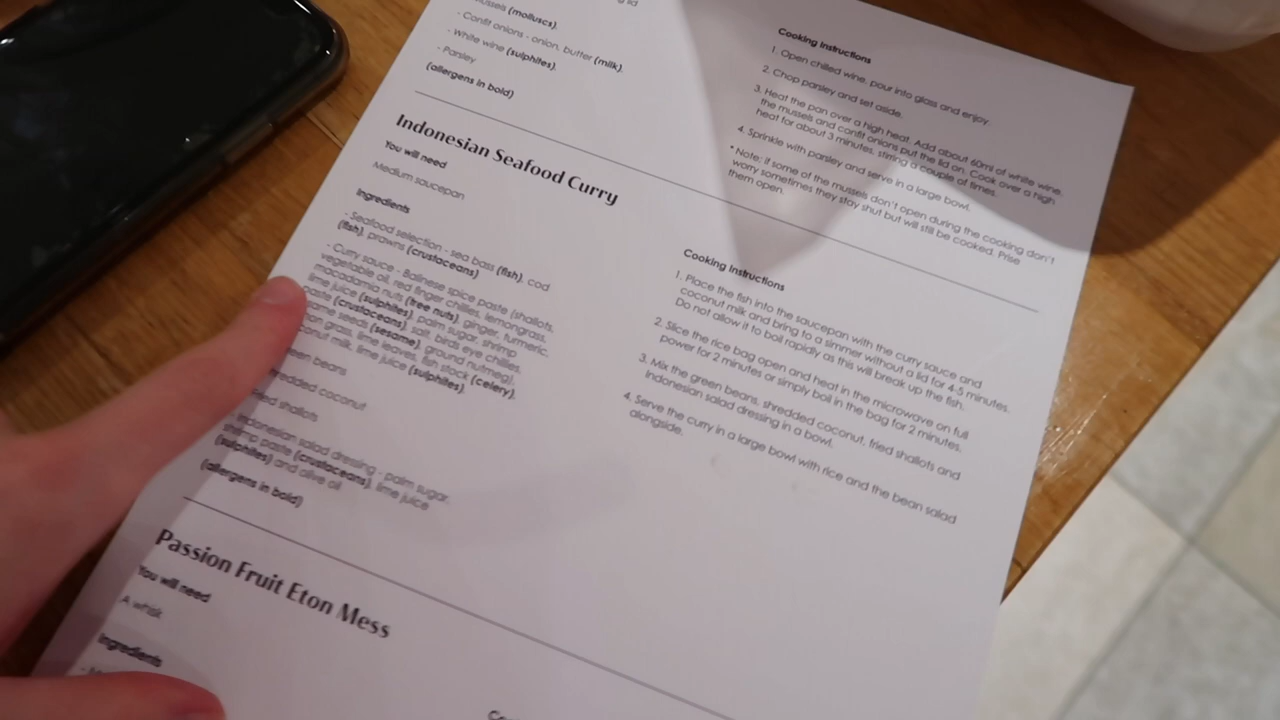 (molluscs).
- Confit onions - onion, butter (milk).
- White wine (sulphites).
- Parsley
(allergens in bold)
Cooking Instructions
1. Open chilled wine, pour into glass and enjoy.
2. Chop parsley and set aside.
3. Heat the pan over a high heat. Add about 60ml of white wine.
the mussels and confit onions put the lid on. Cook over a high
heat for about 3 minutes, stirring a couple of times.
4. Sprinkle with parsley and serve in a large bowl.
* Note: if some of the mussels don't open during the cooking don't
worry sometimes they stay shut but will still be cooked. Prise
them open.
Indonesian Seafood Curry
You will need
Medium saucepan
Ingredients
- Seafood selection - sea bass (fish), cod
(fish), prawns (crustaceans)
- Curry sauce - Balinese spice paste (shallots,
vegetable oil, red finger chillies, lemongrass,
macadamia nuts (tree nuts), ginger, turmeric,
lime juice (sulphites), palm sugar, shrimp
paste (crustaceans), salt, birds eye chillies,
seeds (sesame), ground nutmeg),
grass, lime leaves, fish stock (celery),
milk, lime juice (sulphites).
beans
shredded coconut
shallots
Indonesian salad dressing - palm sugar,
shrimp paste (crustaceans), lime juice
(sulphites) and olive oil
(allergens in bold)
Cooking Instructions
1. Place the fish into the saucepan with the curry sauce and
coconut milk and bring to a simmer without a lid for 4-5 minutes.
Do not allow it to boil rapidly as this will break up the fish.
2. Slice the rice bag open and heat in the microwave on full
power for 2 minutes or simply boil in the bag for 2 minutes.
3. Mix the green beans, shredded coconut, fried shallots and
Indonesian salad dressing in a bowl.
4. Serve the curry in a large bowl with rice and the bean salad
alongside.
Passion Fruit Eton Mess
You will need
A whisk
Ingredients